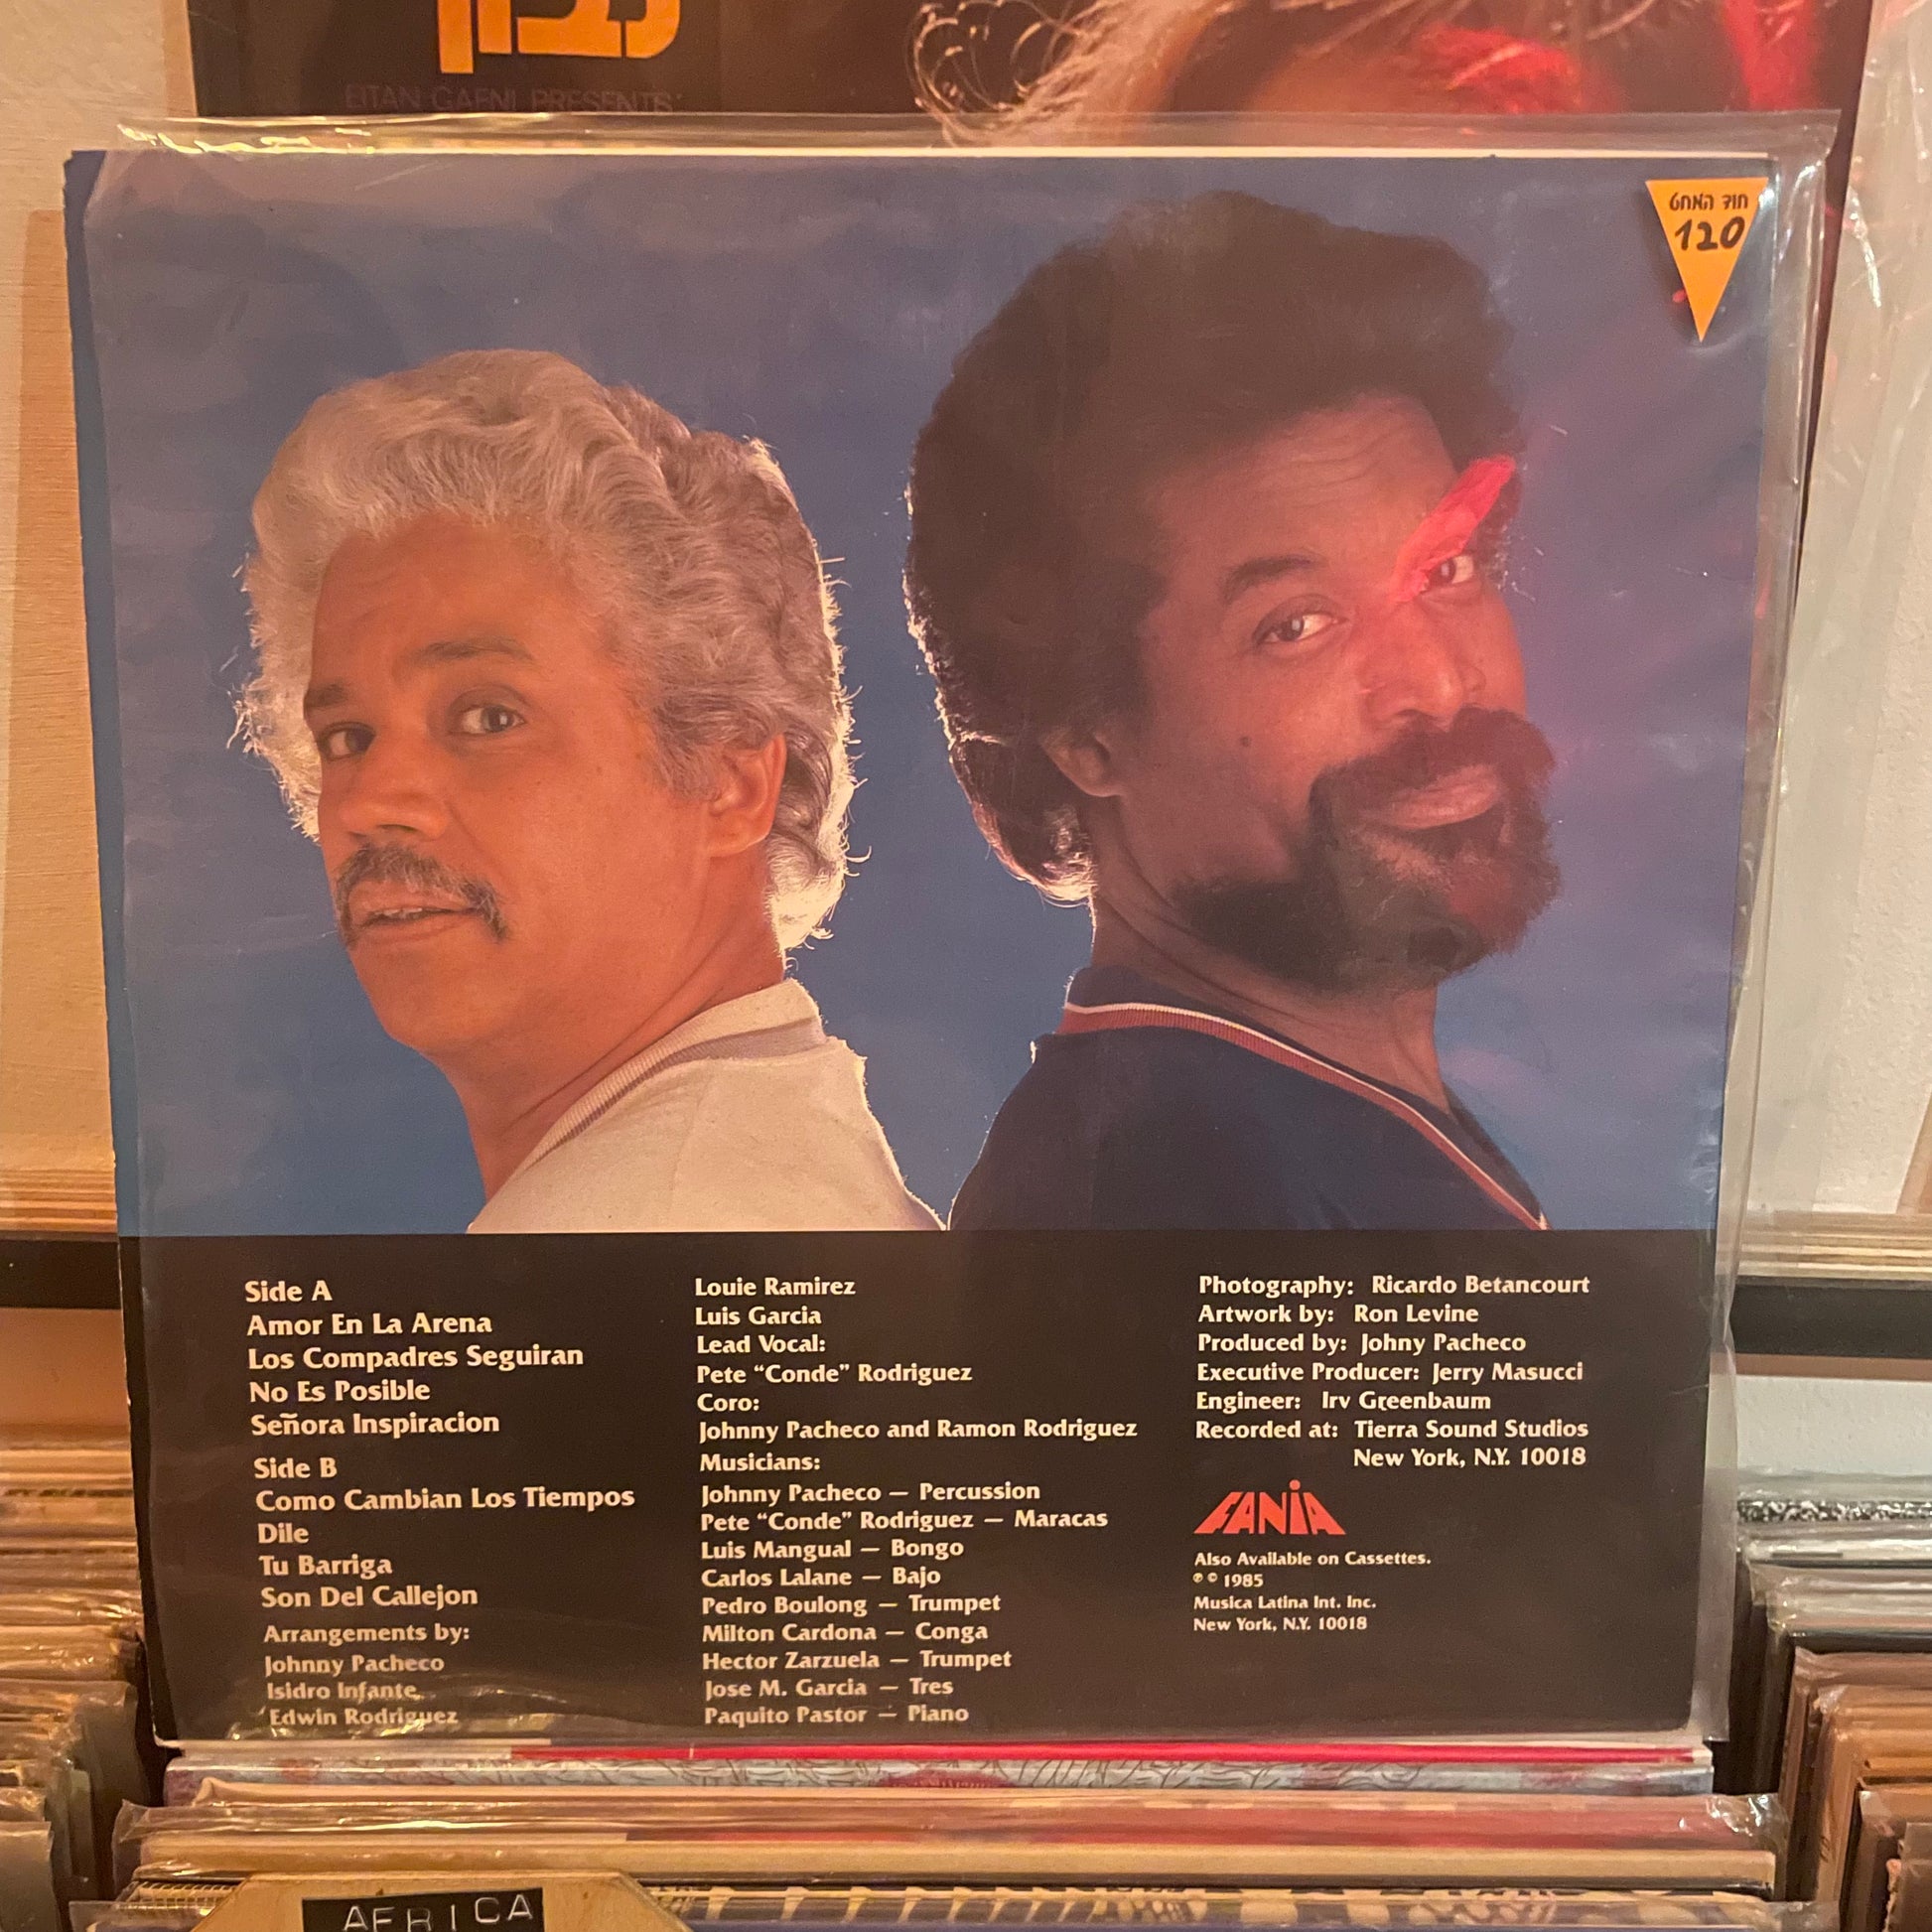 נבון
EITAN GAFNI PRESENTS
חוד המחט
120
Side A
Amor En La Arena
Los Compadres Seguiran
No Es Posible
Señora Inspiracion
Side B
Como Cambian Los Tiempos
Dile
Tu Barriga
Son Del Callejon
Arrangements by:
Johnny Pacheco
Isidro Infante
Edwin Rodriguez
Louie Ramirez
Luis Garcia
Lead Vocal:
Pete “Conde” Rodriguez
Coro:
Johnny Pacheco and Ramon Rodriguez
Musicians:
Johnny Pacheco — Percussion
Pete “Conde” Rodriguez — Maracas
Luis Mangual — Bongo
Carlos Lalane — Bajo
Pedro Boulong — Trumpet
Milton Cardona — Conga
Hector Zarzuela — Trumpet
Jose M. Garcia — Tres
Paquito Pastor — Piano
Photography: Ricardo Betancourt
Artwork by: Ron Levine
Produced by: Johny Pacheco
Executive Producer: Jerry Masucci
Engineer: Irv Greenbaum
Recorded at: Tierra Sound Studios
New York, N.Y. 10018
FANIA
Also Available on Cassettes.
℗ © 1985
Musica Latina Int. Inc.
New York, N.Y. 10018
AFRICA